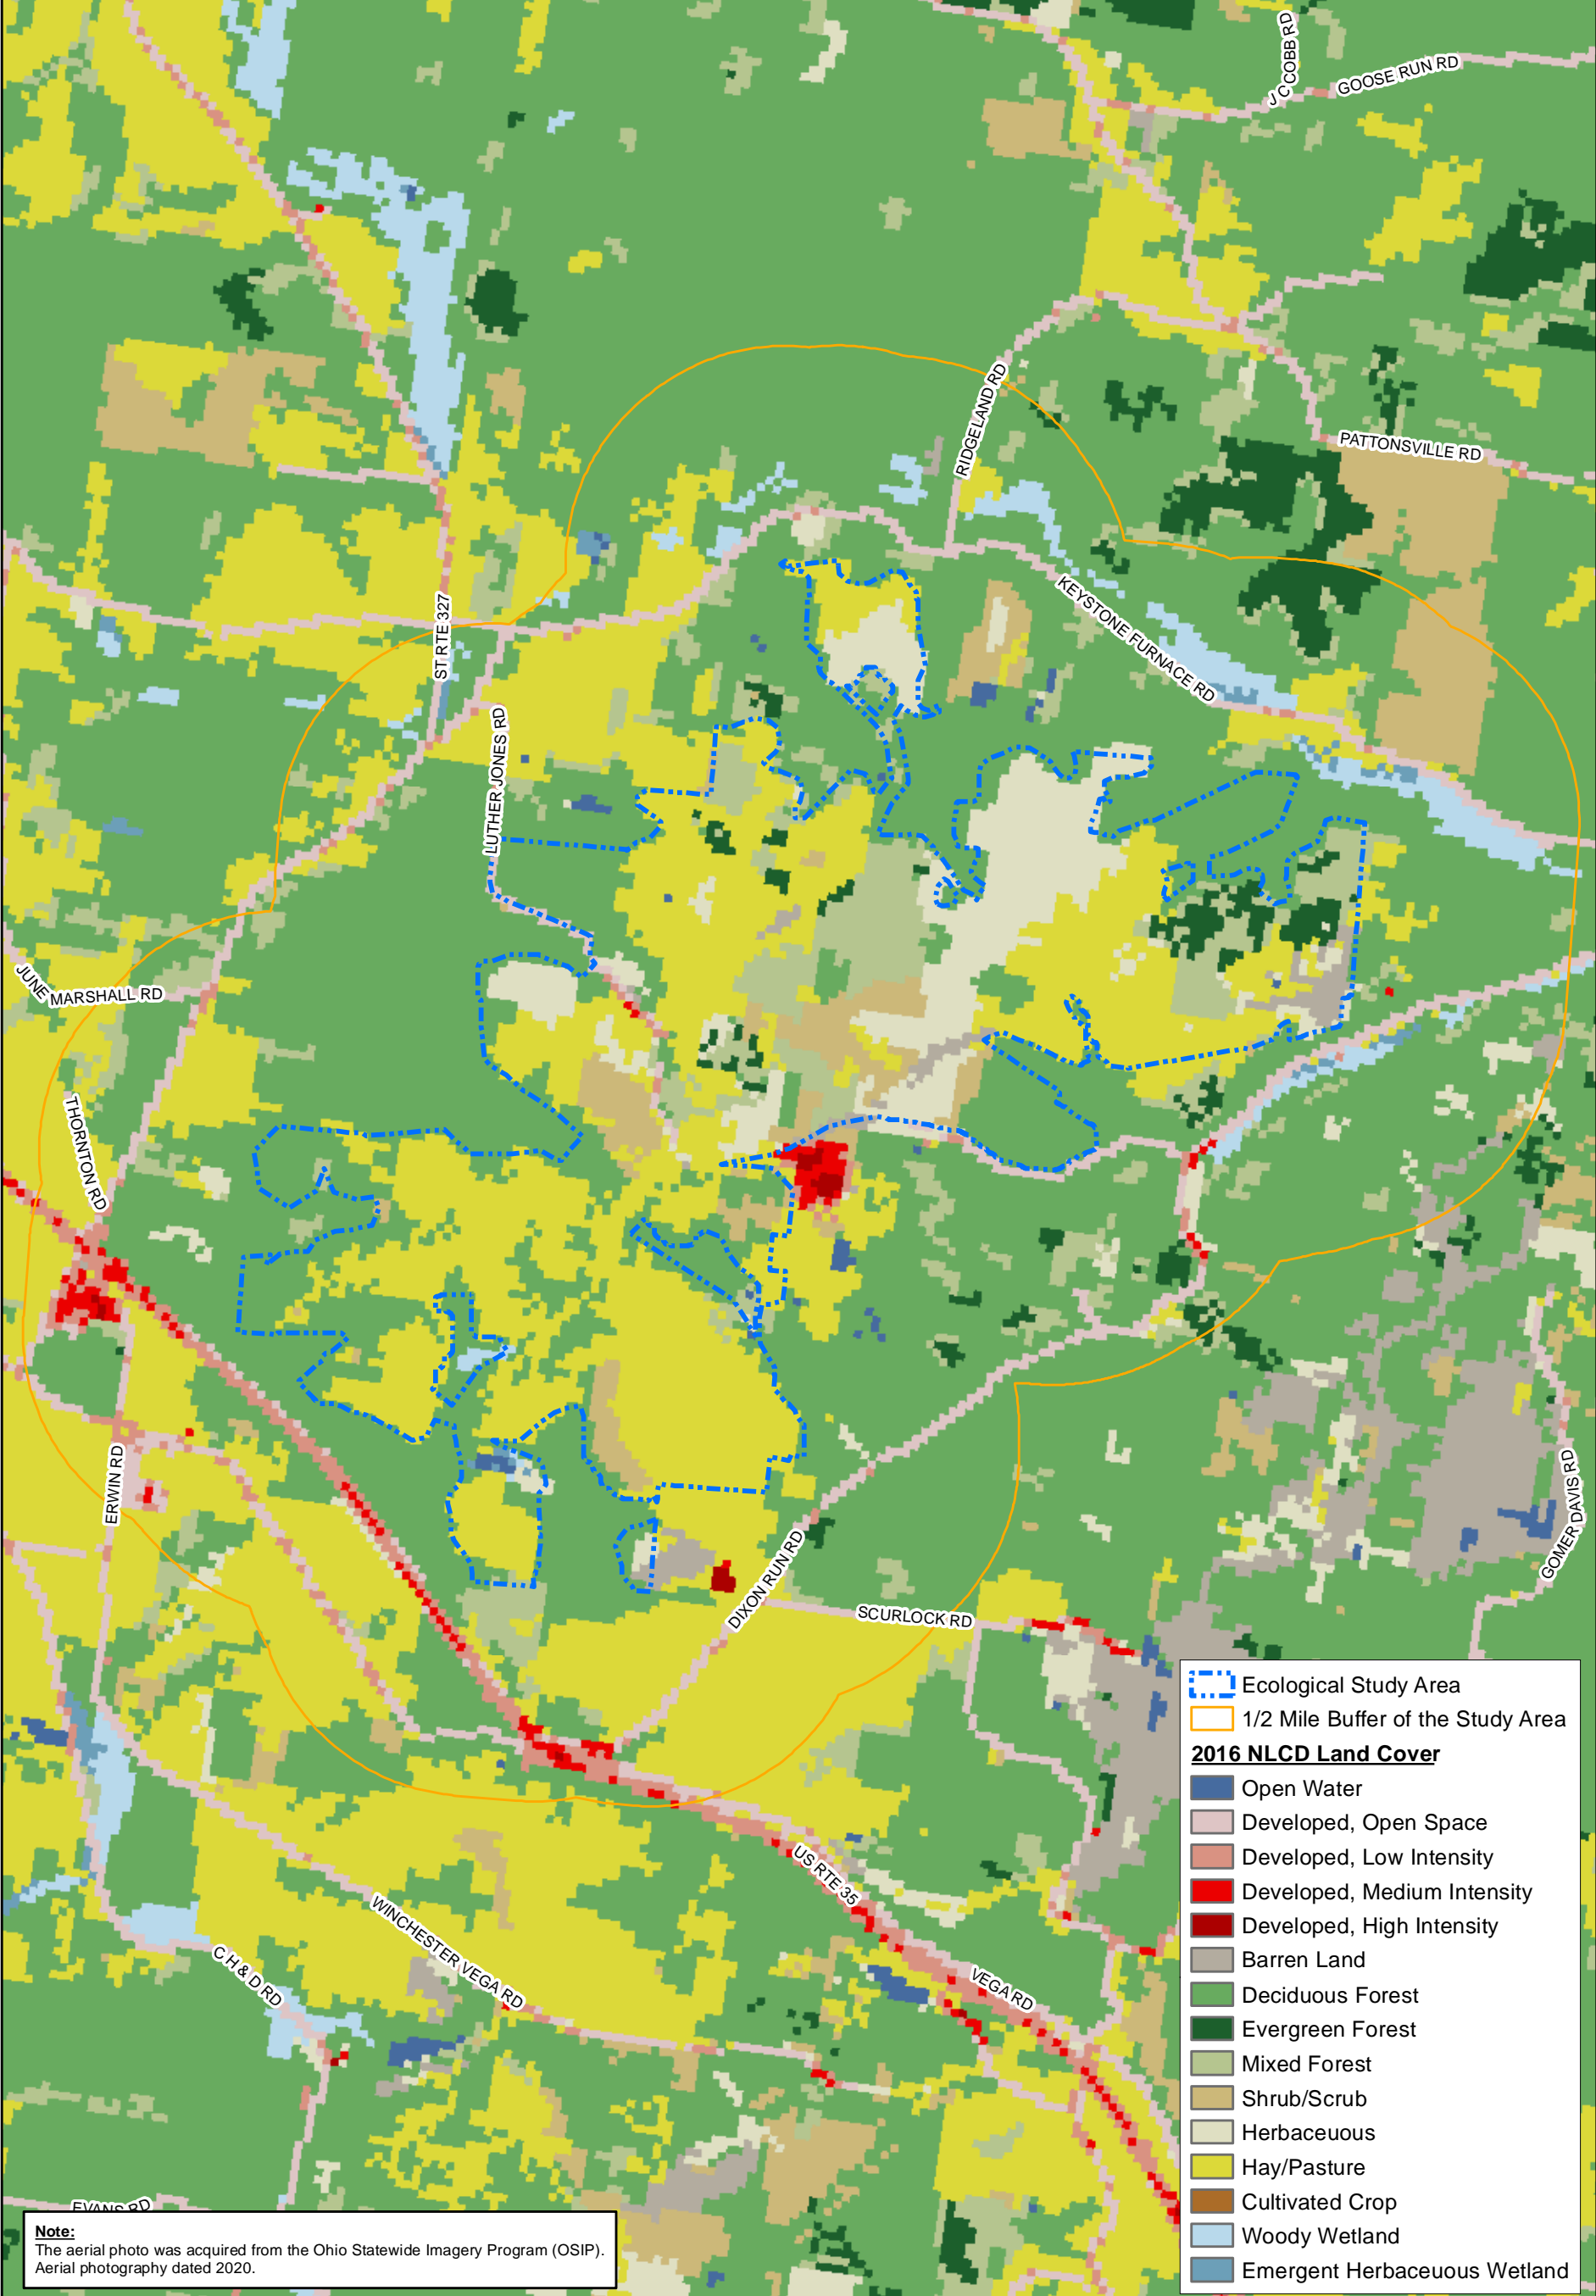 J C COBB RD
GOOSE RUN RD
RIDGELAND RD
PATTONSVILLE RD
ST RTE 327
KEYSTONE FURNACE RD
LUTHER JONES RD
JUNE
MARSHALL RD
THORNTON RD
ERWIN RD
DIXON RUN RD
SCURLOCK RD
GOMER DAVIS RD
US RTE 35
WINCHESTER VEGA RD
C H & D RD
VEGA RD
EVANS RD
Ecological Study Area
1/2 Mile Buffer of the Study Area
2016 NLCD Land Cover
Open Water
Developed, Open Space
Developed, Low Intensity
Developed, Medium Intensity
Developed, High Intensity
Barren Land
Deciduous Forest
Evergreen Forest
Mixed Forest
Shrub/Scrub
Herbaceuous
Hay/Pasture
Cultivated Crop
Woody Wetland
Emergent Herbaceuous Wetland
Note:
The aerial photo was acquired from the Ohio Statewide Imagery Program (OSIP).
Aerial photography dated 2020.